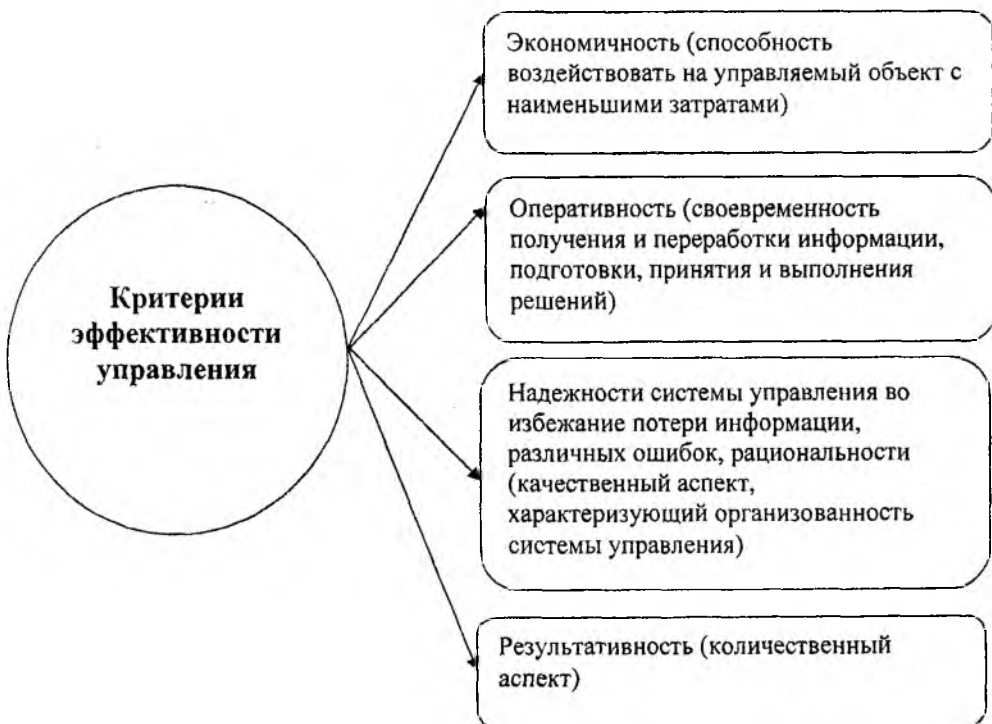 Критерии
эффективности
управления
Экономичность (способность
воздействовать на управляемый объект с
наименьшими затратами)
Оперативность (своевременность
получения и переработки информации,
подготовки, принятия и выполнения
решений)
Надежности системы управления во
избежание потери информации,
различных ошибок, рациональности
(качественный аспект,
характеризующий организованность
системы управления)
Результативность (количественный
аспект)